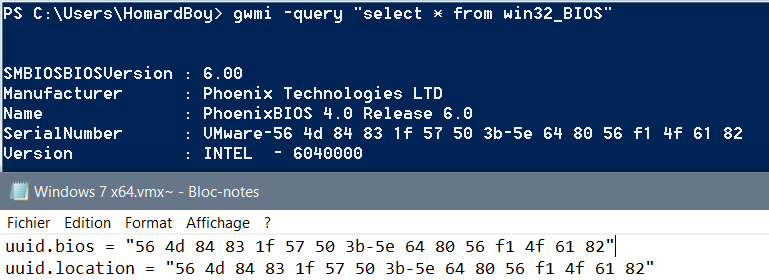 PS C:\Users\HomardBoy> gwmi -query "select * from win32_BIOS"
SMBIOSBIOSVersion : 6.00
Manufacturer      : Phoenix Technologies LTD
Name              : PhoenixBIOS 4.0 Release 6.0
SerialNumber      : VMware-56 4d 84 83 1f 57 50 3b-5e 64 80 56 f1 4f 61 82
Version           : INTEL  - 6040000
Windows 7 x64.vmx~ - Bloc-notes
Fichier Edition Format Affichage ?
uuid.bios = "56 4d 84 83 1f 57 50 3b-5e 64 80 56 f1 4f 61 82"
uuid.location = "56 4d 84 83 1f 57 50 3b-5e 64 80 56 f1 4f 61 82"